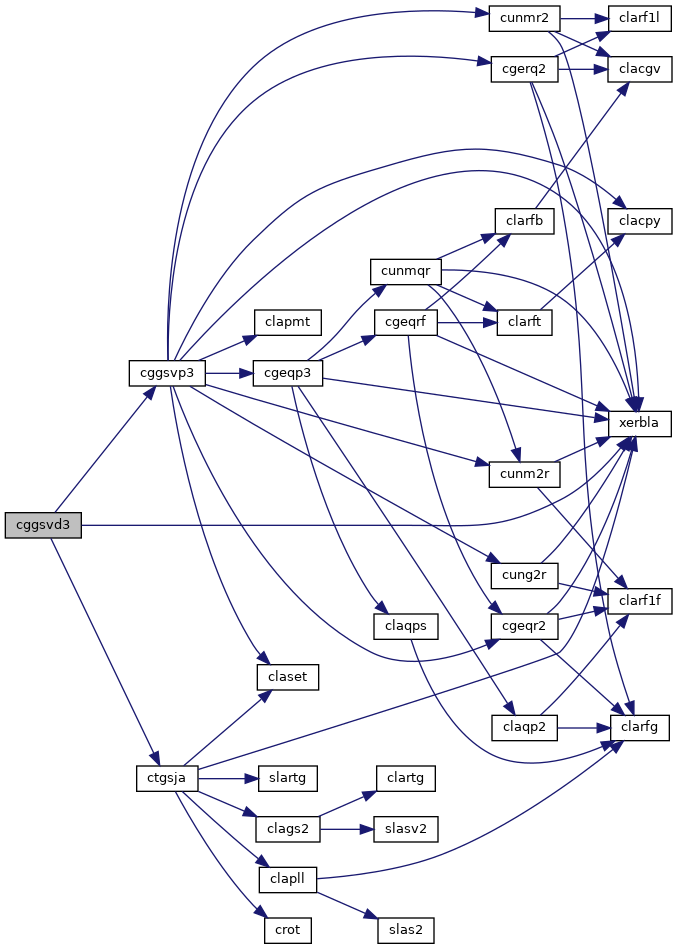 cunmr2
clarf1l
cgerq2
clacgv
clarfb
clacpy
cunmqr
clapmt
cgeqrf
clarft
cggsvp3
cgeqp3
xerbla
cunm2r
cggsvd3
cung2r
clarf1f
claqps
cgeqr2
claset
claqp2
clarfg
ctgsja
slartg
clartg
clags2
slasv2
clapll
crot
slas2